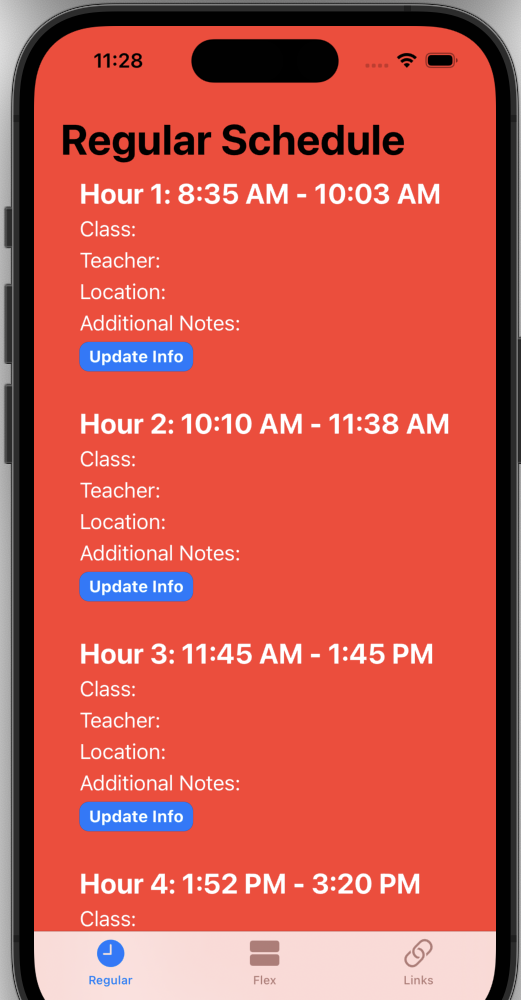 11:28
Regular Schedule
Hour 1: 8:35 AM - 10:03 AM
Class:
Teacher:
Location:
Additional Notes:
Update Info
Hour 2: 10:10 AM - 11:38 AM
Class:
Teacher:
Location:
Additional Notes:
Update Info
Hour 3: 11:45 AM - 1:45 PM
Class:
Teacher:
Location:
Additional Notes:
Update Info
Hour 4: 1:52 PM - 3:20 PM
Class:
Regular Flex Links